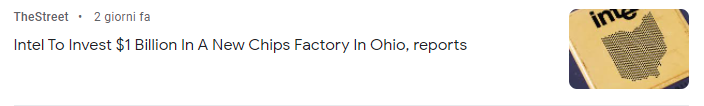 TheStreet • 2 giorni fa
Intel To Invest $1 Billion In A New Chips Factory In Ohio, reports
intel